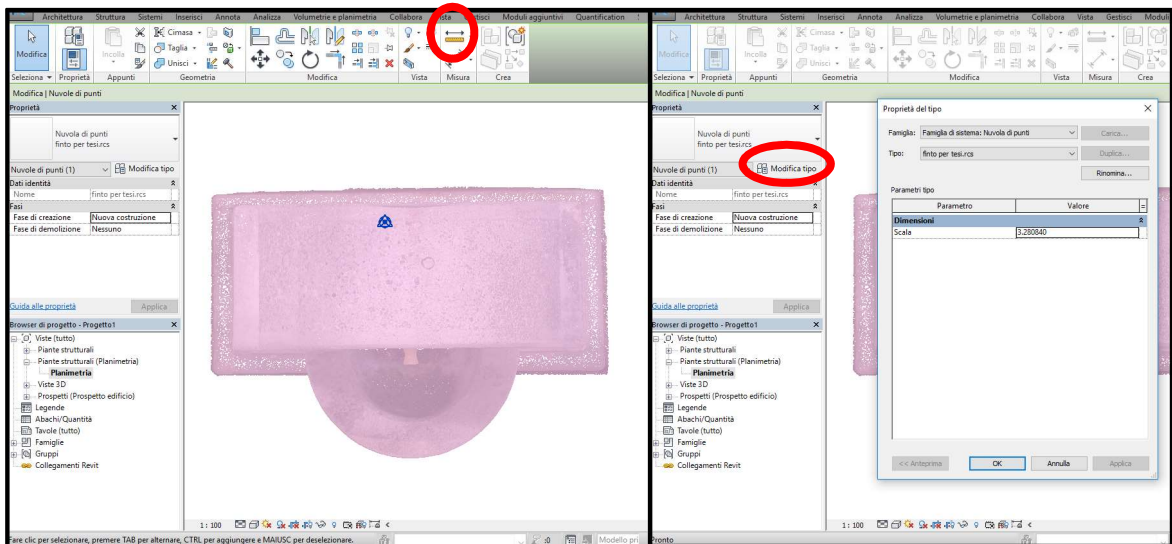 Architettura Struttura Sistemi Inserisci Annota Analizza Volumetrie e planimetria Collabora Vista Gestisci Moduli aggiuntivi Quantification
Modifica
Incolla
Cimasa
Taglia
Unisci
Seleziona Proprietà Appunti Geometria Modifica Vista Misura Crea
Modifica | Nuvole di punti
Proprietà
Nuvola di punti
finto per tesi.rcs
Nuvole di punti (1) Modifica tipo
Dati identità
Nome finto per tesi.rcs
Fasi
Fase di creazione Nuova costruzione
Fase di demolizione Nessuno
Guida alle proprietà Applica
Browser di progetto - Progetto1
Viste (tutto)
Piante strutturali
Piante strutturali (Planimetria)
Planimetria
Viste 3D
Prospetti (Prospetto edificio)
Legende
Abachi/Quantità
Tavole (tutto)
Famiglie
Gruppi
Collegamenti Revit
1 : 100
Fare clic per selezionare, premere TAB per alternare, CTRL per aggiungere e MAIUSC per deselezionare.
:0 Modello pri
Architettura Struttura Sistemi Inserisci Annota Analizza Volumetrie e planimetria Collabora Vista Gestisci Moduli
Modifica
Incolla
Cimasa
Taglia
Unisci
Seleziona Proprietà Appunti Geometria Modifica Vista Misura Crea
Modifica | Nuvole di punti
Proprietà
Nuvola di punti
finto per tesi.rcs
Nuvole di punti (1) Modifica tipo
Dati identità
Nome finto per tesi.rcs
Fasi
Fase di creazione Nuova costruzione
Fase di demolizione Nessuno
Guida alle proprietà Applica
Browser di progetto - Progetto1
Viste (tutto)
Piante strutturali
Piante strutturali (Planimetria)
Planimetria
Viste 3D
Prospetti (Prospetto edificio)
Legende
Abachi/Quantità
Tavole (tutto)
Famiglie
Gruppi
Collegamenti Revit
1 : 100
Pronto
Proprietà del tipo
Famiglia: Famiglia di sistema: Nuvola di punti Carica...
Tipo: finto per tesi.rcs Duplica...
Rinomina...
Parametri tipo
Parametro Valore =
Dimensioni
Scala 3.280840
<< Anteprima OK Annulla Applica